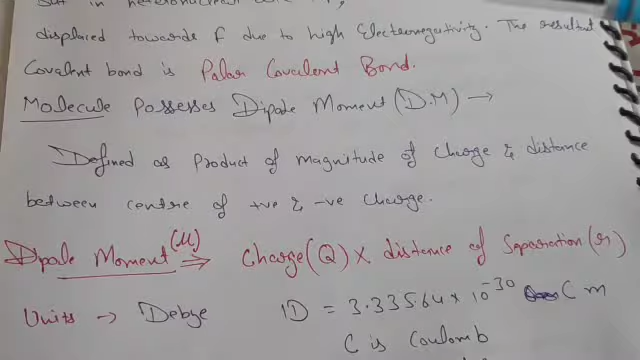 displaced towards F due to high Electronegativity. The resultant
Covalent bond is Polar Covalent Bond.
Molecule Possesses Dipole Moment (D.M) →
Defined as Product of magnitude of Charge & distance
between centre of +ve & -ve Charge.
Dipole Moment (μ) ⇒ Charge(Q) × distance of Separation (r)
Units → Debye 1D = 3.33564 × 10⁻³⁰ C m
C is Coulomb